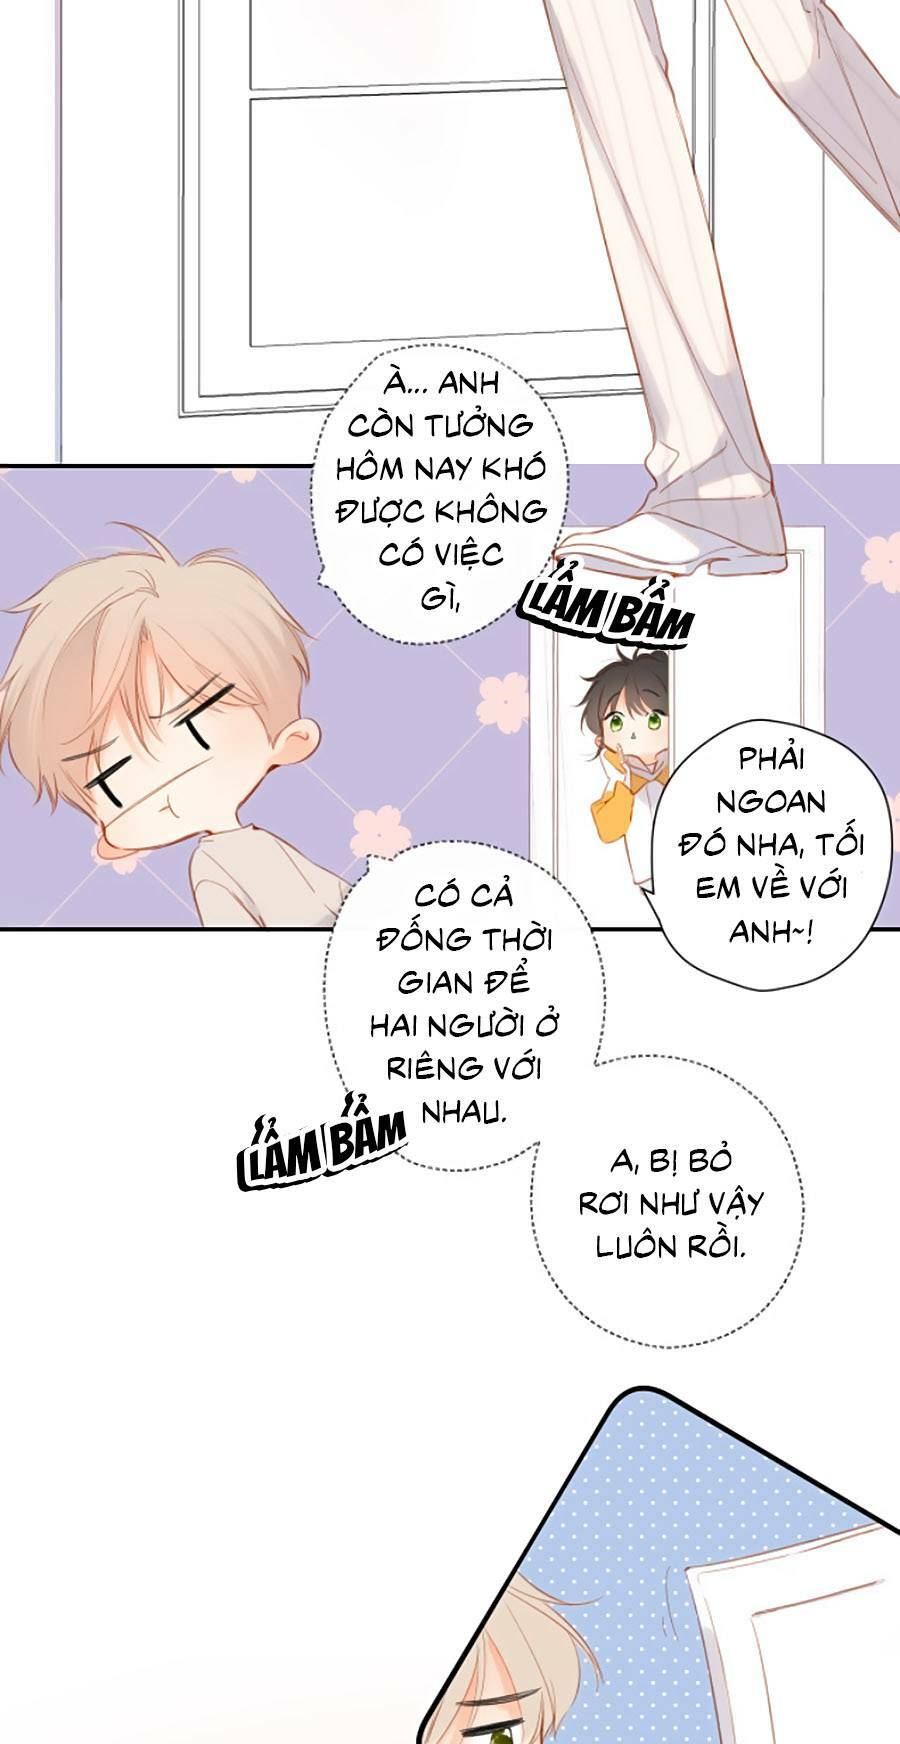 À... ANH
CÒN TƯỞNG
HÔM NAY KHÓ
ĐƯỢC KHÔNG
CÓ VIỆC
GÌ,
LẨM BẨM
PHẢI
NGOAN
ĐÓ NHA, TỐI
EM VỀ VỚI
ANH~!
CÓ CẢ
ĐỐNG THỜI
GIAN ĐỂ
HAI NGƯỜI Ở
RIÊNG VỚI
NHAU.
LẨM BẨM
A, BỊ BỎ
RƠI NHƯ VẬY
LUÔN RỒI.